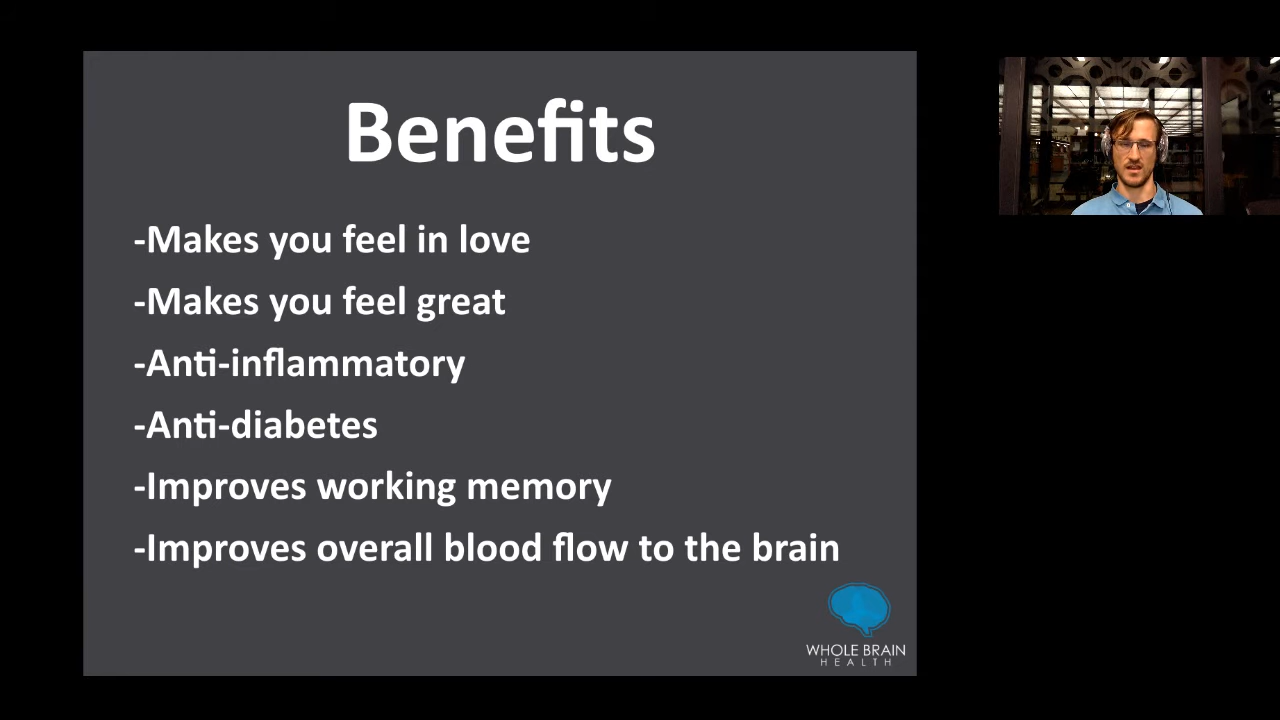 Benefits
-Makes you feel in love
-Makes you feel great
-Anti-inflammatory
-Anti-diabetes
-Improves working memory
-Improves overall blood flow to the brain
WHOLE BRAIN
HEALTH